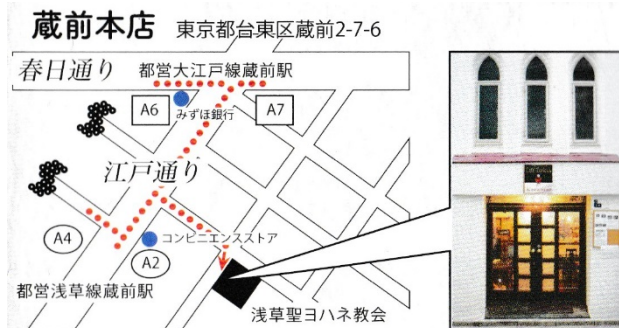 蔵前本店 東京都台東区蔵前2-7-6
春日通り
都営大江戸線蔵前駅
A6
みずほ銀行
A7
江戸通り
A4
A2
コンビニエンスストア
都営浅草線蔵前駅
浅草聖ヨハネ教会